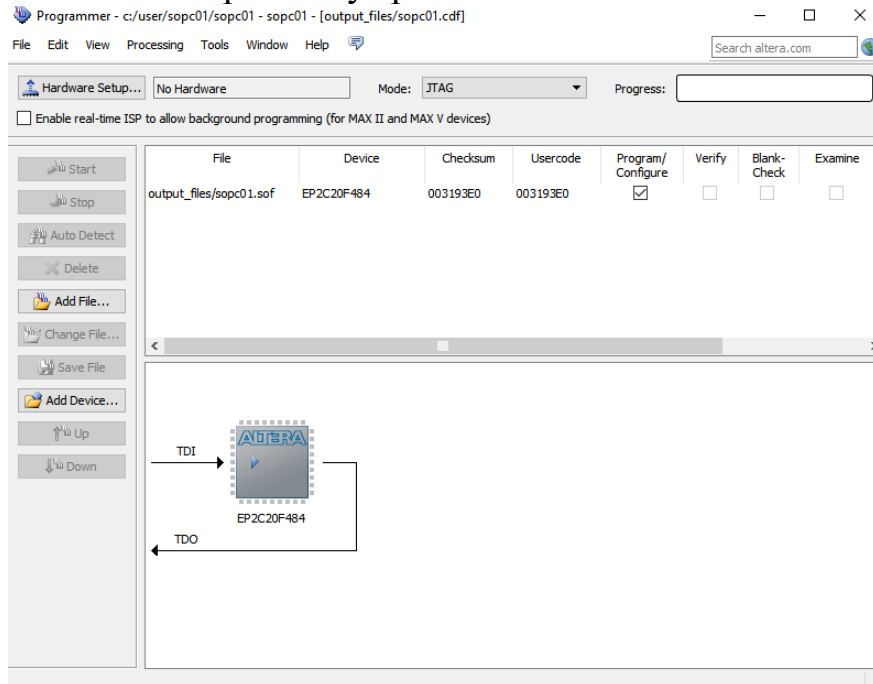 Programmer - c:/user/sopc01/sopc01 - sopc01 - [output_files/sopc01.cdf]
File Edit View Processing Tools Window Help
Search altera.com
Hardware Setup... No Hardware Mode: JTAG Progress:
Enable real-time ISP to allow background programming (for MAX II and MAX V devices)
Start
Stop
Auto Detect
Delete
Add File...
Change File...
Save File
Add Device...
Up
Down
File Device Checksum Usercode Program/ Verify Blank- Examine
Configure Check
output_files/sopc01.sof EP2C20F484 003193E0 003193E0
ALTERA
TDI
EP2C20F484
TDO